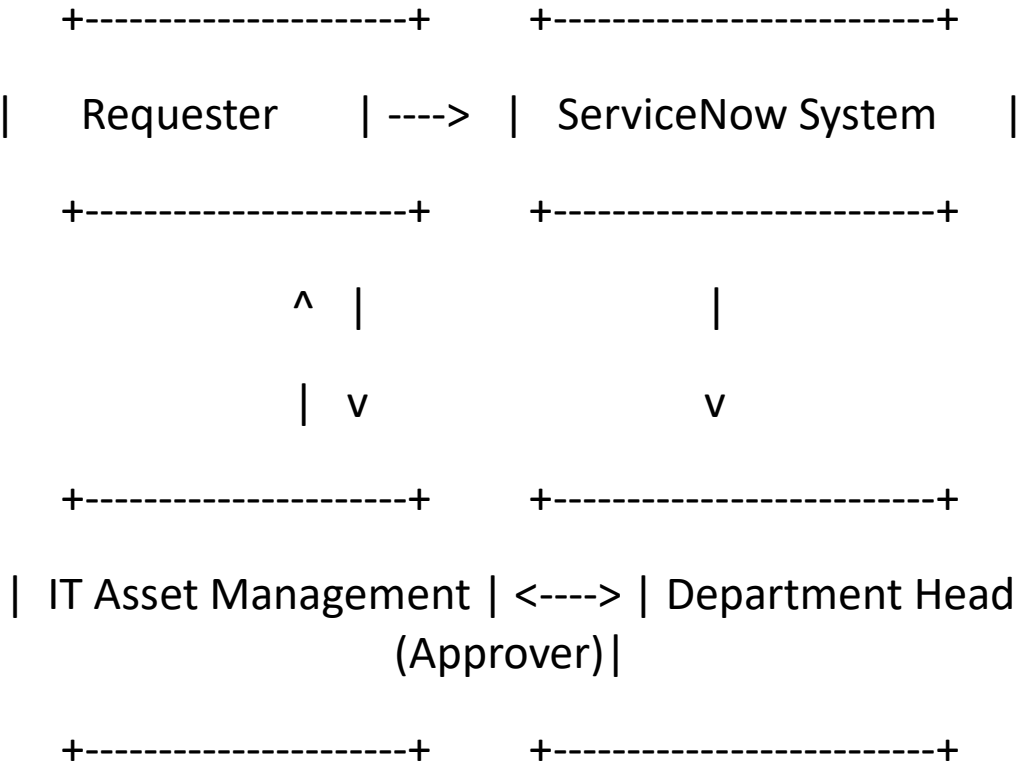 +----------------------+ +--------------------------+
| Requester | ----> | ServiceNow System |
+----------------------+ +--------------------------+
^ | |
| v v
+----------------------+ +--------------------------+
| IT Asset Management | <----> | Department Head
(Approver)|
+----------------------+ +--------------------------+